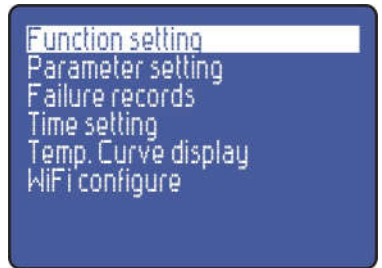 Function setting
Parameter setting
Failure records
Time setting
Temp. Curve display
WiFi configure